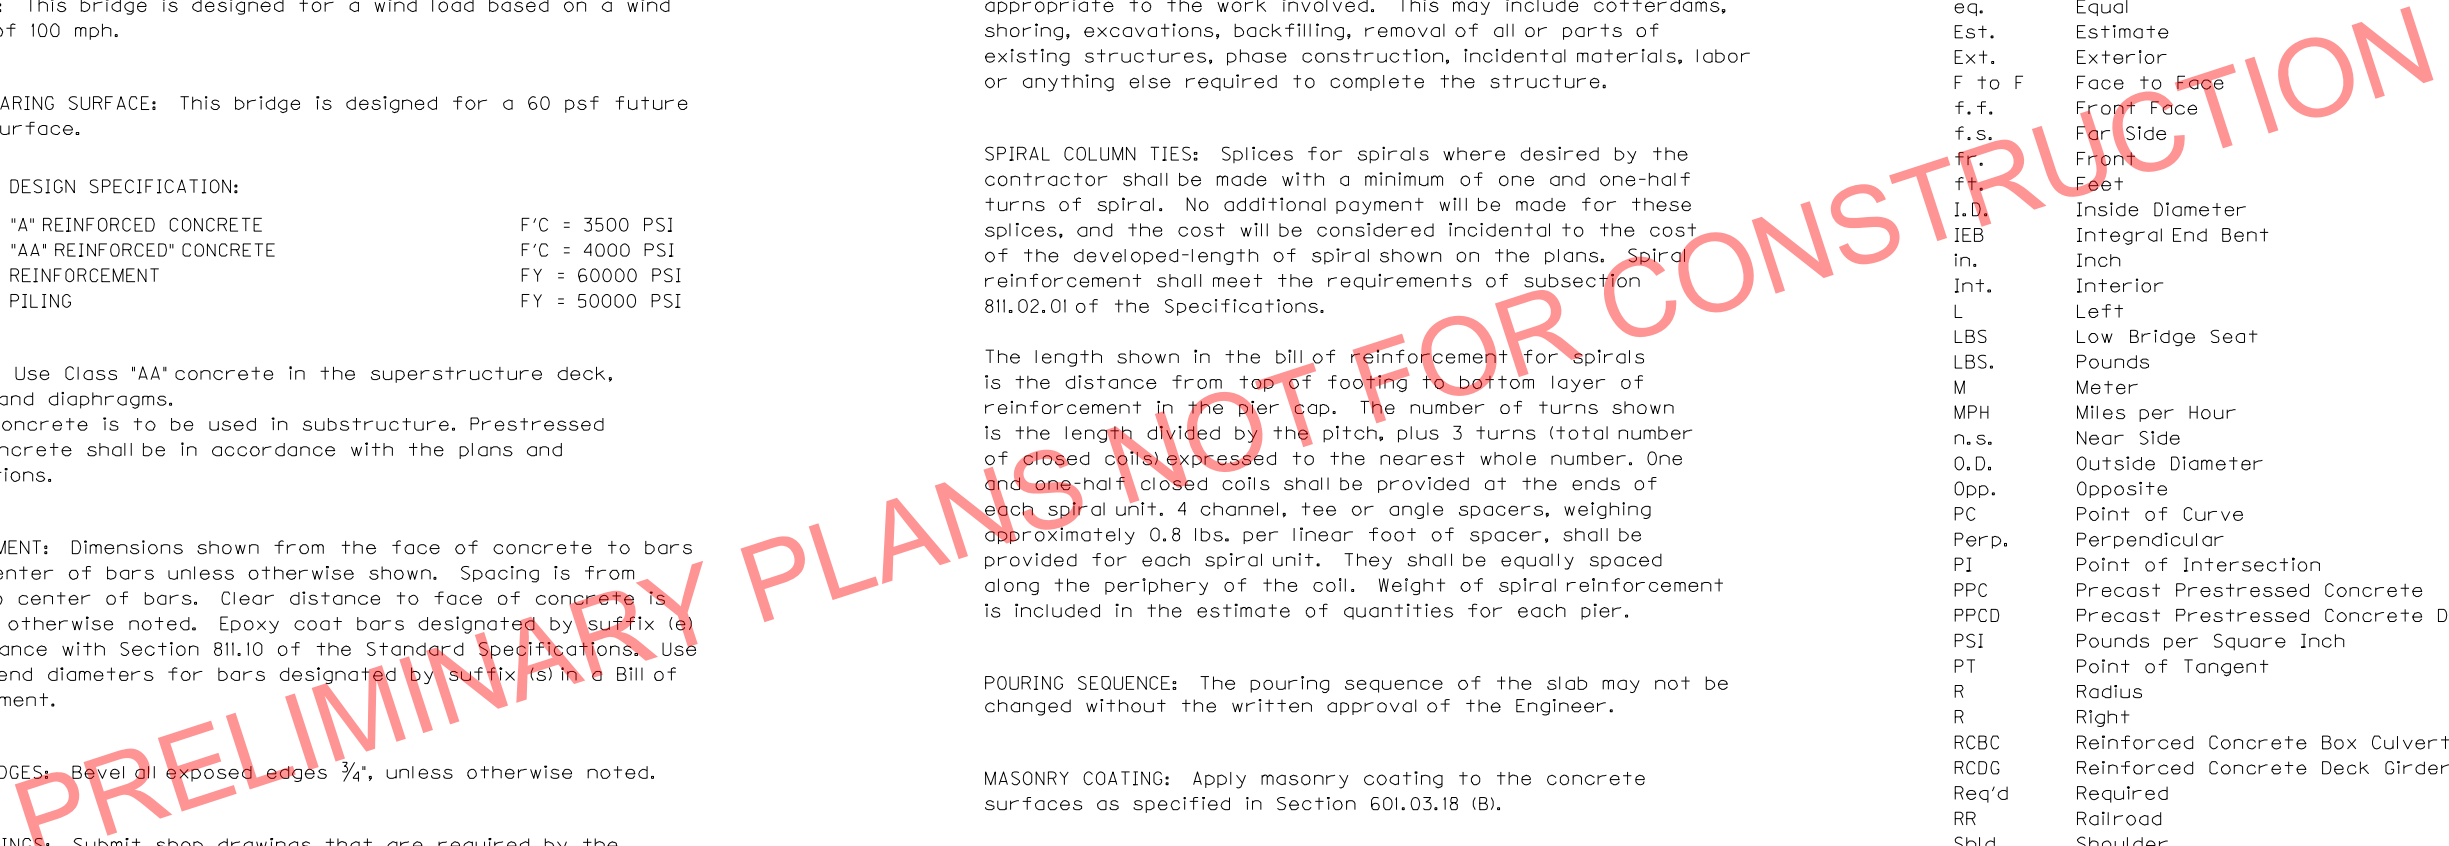 : This bridge is designed for a wind load based on a wind
of 100 mph.
ARING SURFACE: This bridge is designed for a 60 psf future
urface.
DESIGN SPECIFICATION:
"A" REINFORCED CONCRETE F'C = 3500 PSI
"AA" REINFORCED" CONCRETE F'C = 4000 PSI
REINFORCEMENT FY = 60000 PSI
PILING FY = 50000 PSI
Use Class "AA" concrete in the superstructure deck,
and diaphragms.
oncrete is to be used in substructure. Prestressed
ncrete shall be in accordance with the plans and
tions.
MENT: Dimensions shown from the face of concrete to bars
enter of bars unless otherwise shown. Spacing is from
o center of bars. Clear distance to face of concrete is
otherwise noted. Epoxy coat bars designated by suffix (e)
ance with Section 811.10 of the Standard Specifications. Use
end diameters for bars designated by suffix (s) in a Bill of
ment.
DGES: Bevel all exposed edges ¾", unless otherwise noted.
INGS: Submit shop drawings that are required by the
appropriate to the work involved. This may include cofferdams,
shoring, excavations, backfilling, removal of all or parts of
existing structures, phase construction, incidental materials, labor
or anything else required to complete the structure.
SPIRAL COLUMN TIES: Splices for spirals where desired by the
contractor shall be made with a minimum of one and one-half
turns of spiral. No additional payment will be made for these
splices, and the cost will be considered incidental to the cost
of the developed-length of spiral shown on the plans. Spiral
reinforcement shall meet the requirements of subsection
811.02.01 of the Specifications.
The length shown in the bill of reinforcement for spirals
is the distance from top of footing to bottom layer of
reinforcement in the pier cap. The number of turns shown
is the length divided by the pitch, plus 3 turns (total number
of closed coils) expressed to the nearest whole number. One
and one-half closed coils shall be provided at the ends of
each spiral unit. 4 channel, tee or angle spacers, weighing
approximately 0.8 lbs. per linear foot of spacer, shall be
provided for each spiral unit. They shall be equally spaced
along the periphery of the coil. Weight of spiral reinforcement
is included in the estimate of quantities for each pier.
POURING SEQUENCE: The pouring sequence of the slab may not be
changed without the written approval of the Engineer.
MASONRY COATING: Apply masonry coating to the concrete
surfaces as specified in Section 601.03.18 (B).
eq. Equal
Est. Estimate
Ext. Exterior
F to F Face to Face
f.f. Front Face
f.s. Far Side
fr. Front
ft. Feet
I.D. Inside Diameter
IEB Integral End Bent
in. Inch
Int. Interior
L Left
LBS Low Bridge Seat
LBS. Pounds
M Meter
MPH Miles per Hour
n.s. Near Side
O.D. Outside Diameter
Opp. Opposite
PC Point of Curve
Perp. Perpendicular
PI Point of Intersection
PPC Precast Prestressed Concrete
PPCD Precast Prestressed Concrete D
PSI Pounds per Square Inch
PT Point of Tangent
R Radius
R Right
RCBC Reinforced Concrete Box Culvert
RCDG Reinforced Concrete Deck Girder
Req'd Required
RR Railroad
Shld Shoulder
PRELIMINARY PLANS NOT FOR CONSTRUCTION